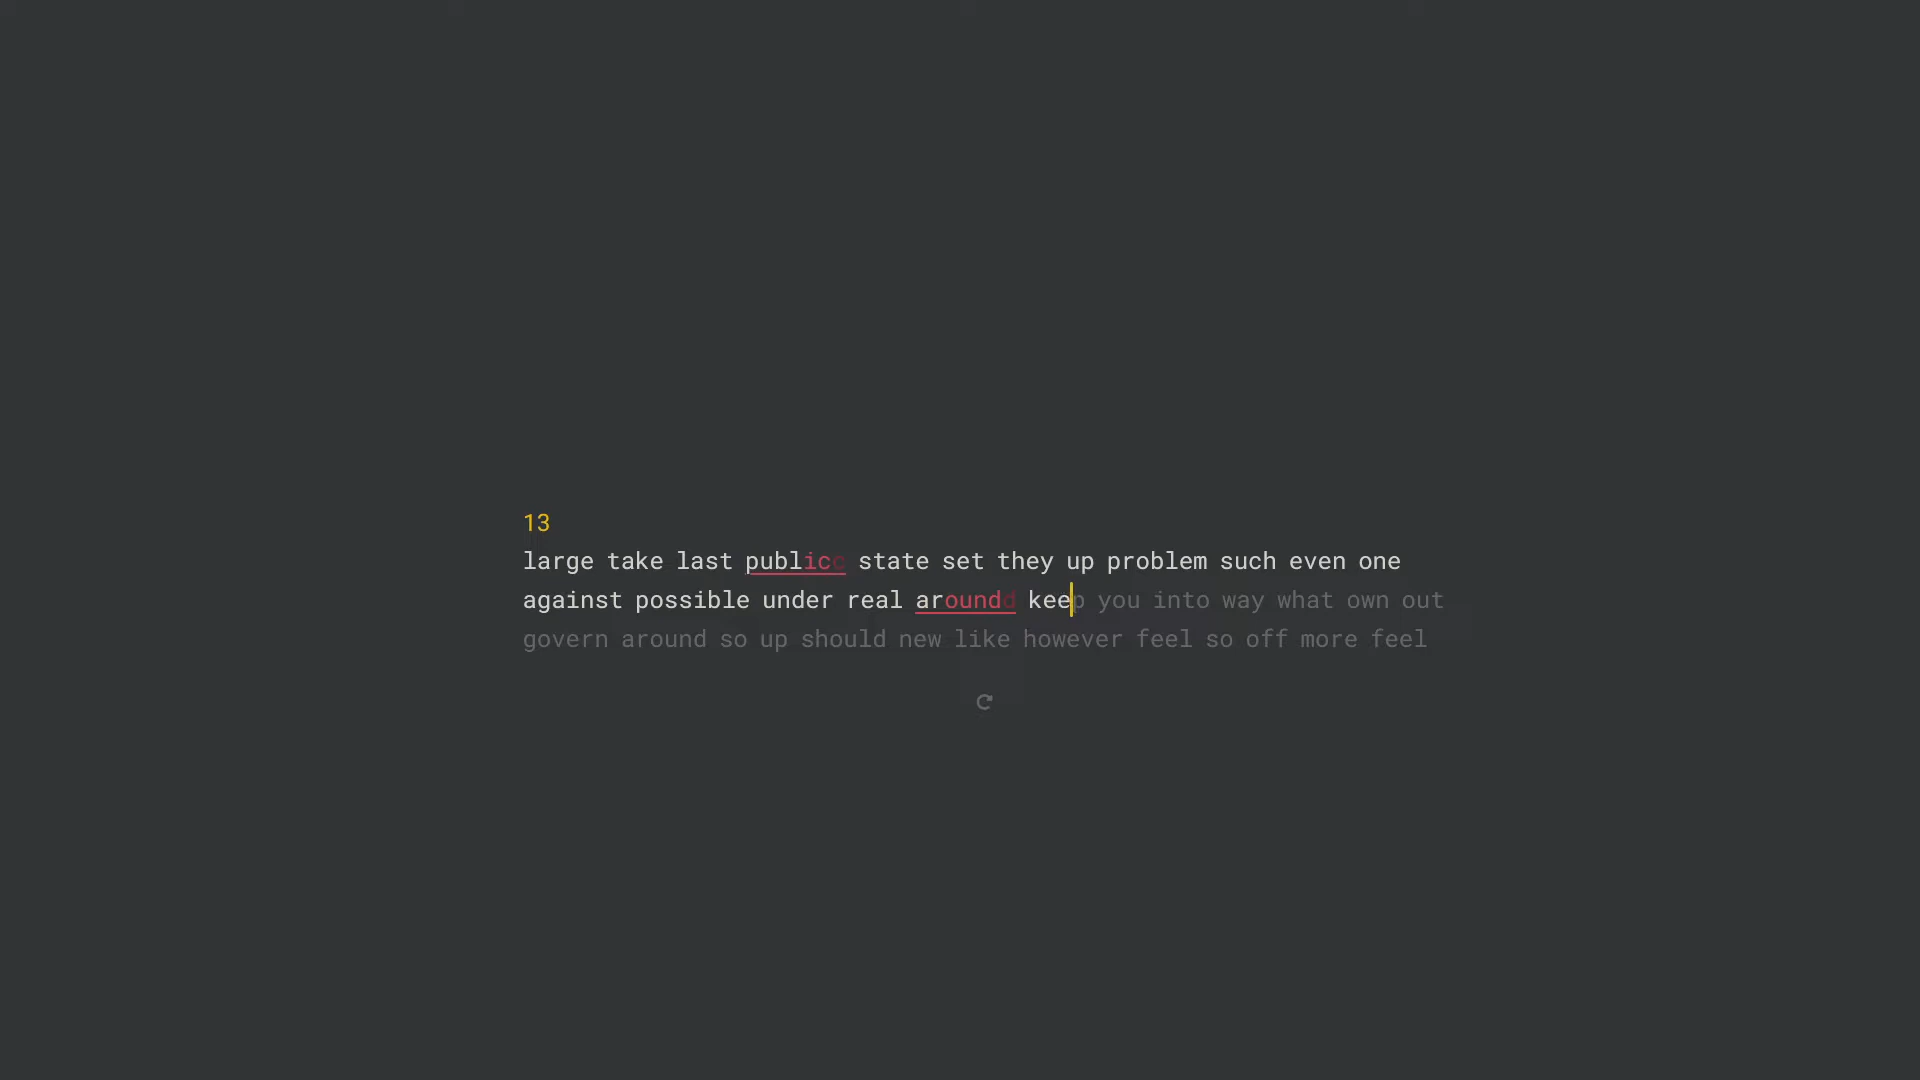 13
large take last publicc state set they up problem such even one
against possible under real aroundd keep you into way what own out
govern around so up should new like however feel so off more feel